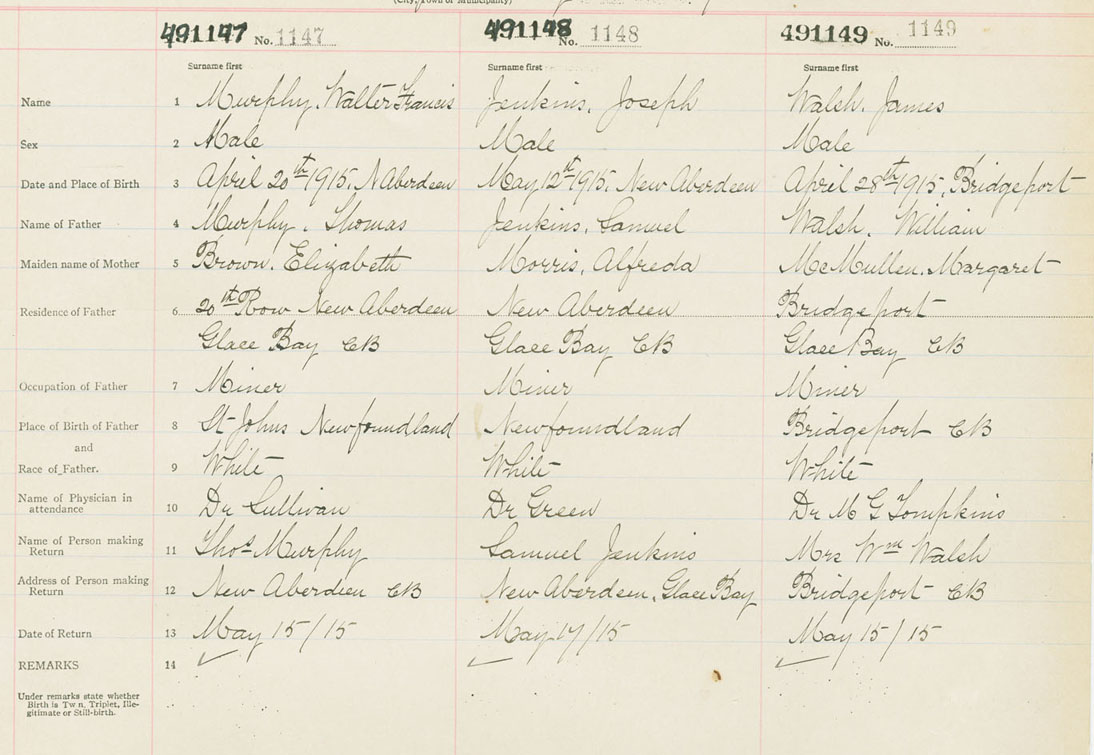 (City, Town or Municipality)
491147 No. 1147 491148 No. 1148 491149 No. 1149
Surname first Surname first Surname first
Name 1 Murphy, Walter Francis Jenkins, Joseph Walsh, James
Sex 2 Male Male Male
Date and Place of Birth 3 April 20th 1915, N Aberdeen May 12th 1915, New Aberdeen April 28th 1915, Bridgeport
Name of Father 4 Murphy, Thomas Jenkins, Samuel Walsh, William
Maiden name of Mother 5 Brown, Elizabeth Morris, Alfreda McMullen, Margaret
Residence of Father 6 20th Row New Aberdeen New Aberdeen Bridgeport
Glace Bay CB Glace Bay CB Glace Bay CB
Occupation of Father 7 Miner Miner Miner
Place of Birth of Father 8 St Johns Newfoundland Newfoundland Bridgeport CB
and
Race of Father. 9 White White White
Name of Physician in
attendance 10 Dr Sullivan Dr Green Dr M G Tompkins
Name of Person making
Return 11 Thos Murphy Samuel Jenkins Mrs Wm Walsh
Address of Person making
Return 12 New Aberdeen CB New Aberdeen, Glace Bay Bridgeport CB
Date of Return 13 May 15/15 May 17/15 May 15/15
REMARKS 14
Under remarks state whether
Birth is Tw n, Triplet, Ille-
gitimate or Still-birth.